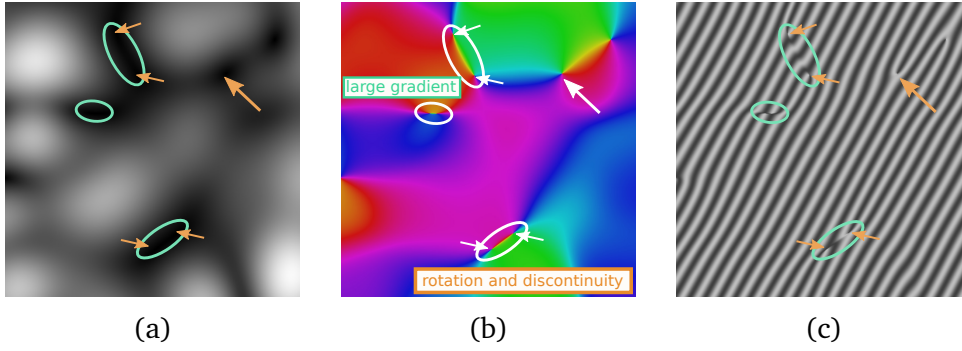 large gradient
rotation and discontinuity
(a)
(b)
(c)